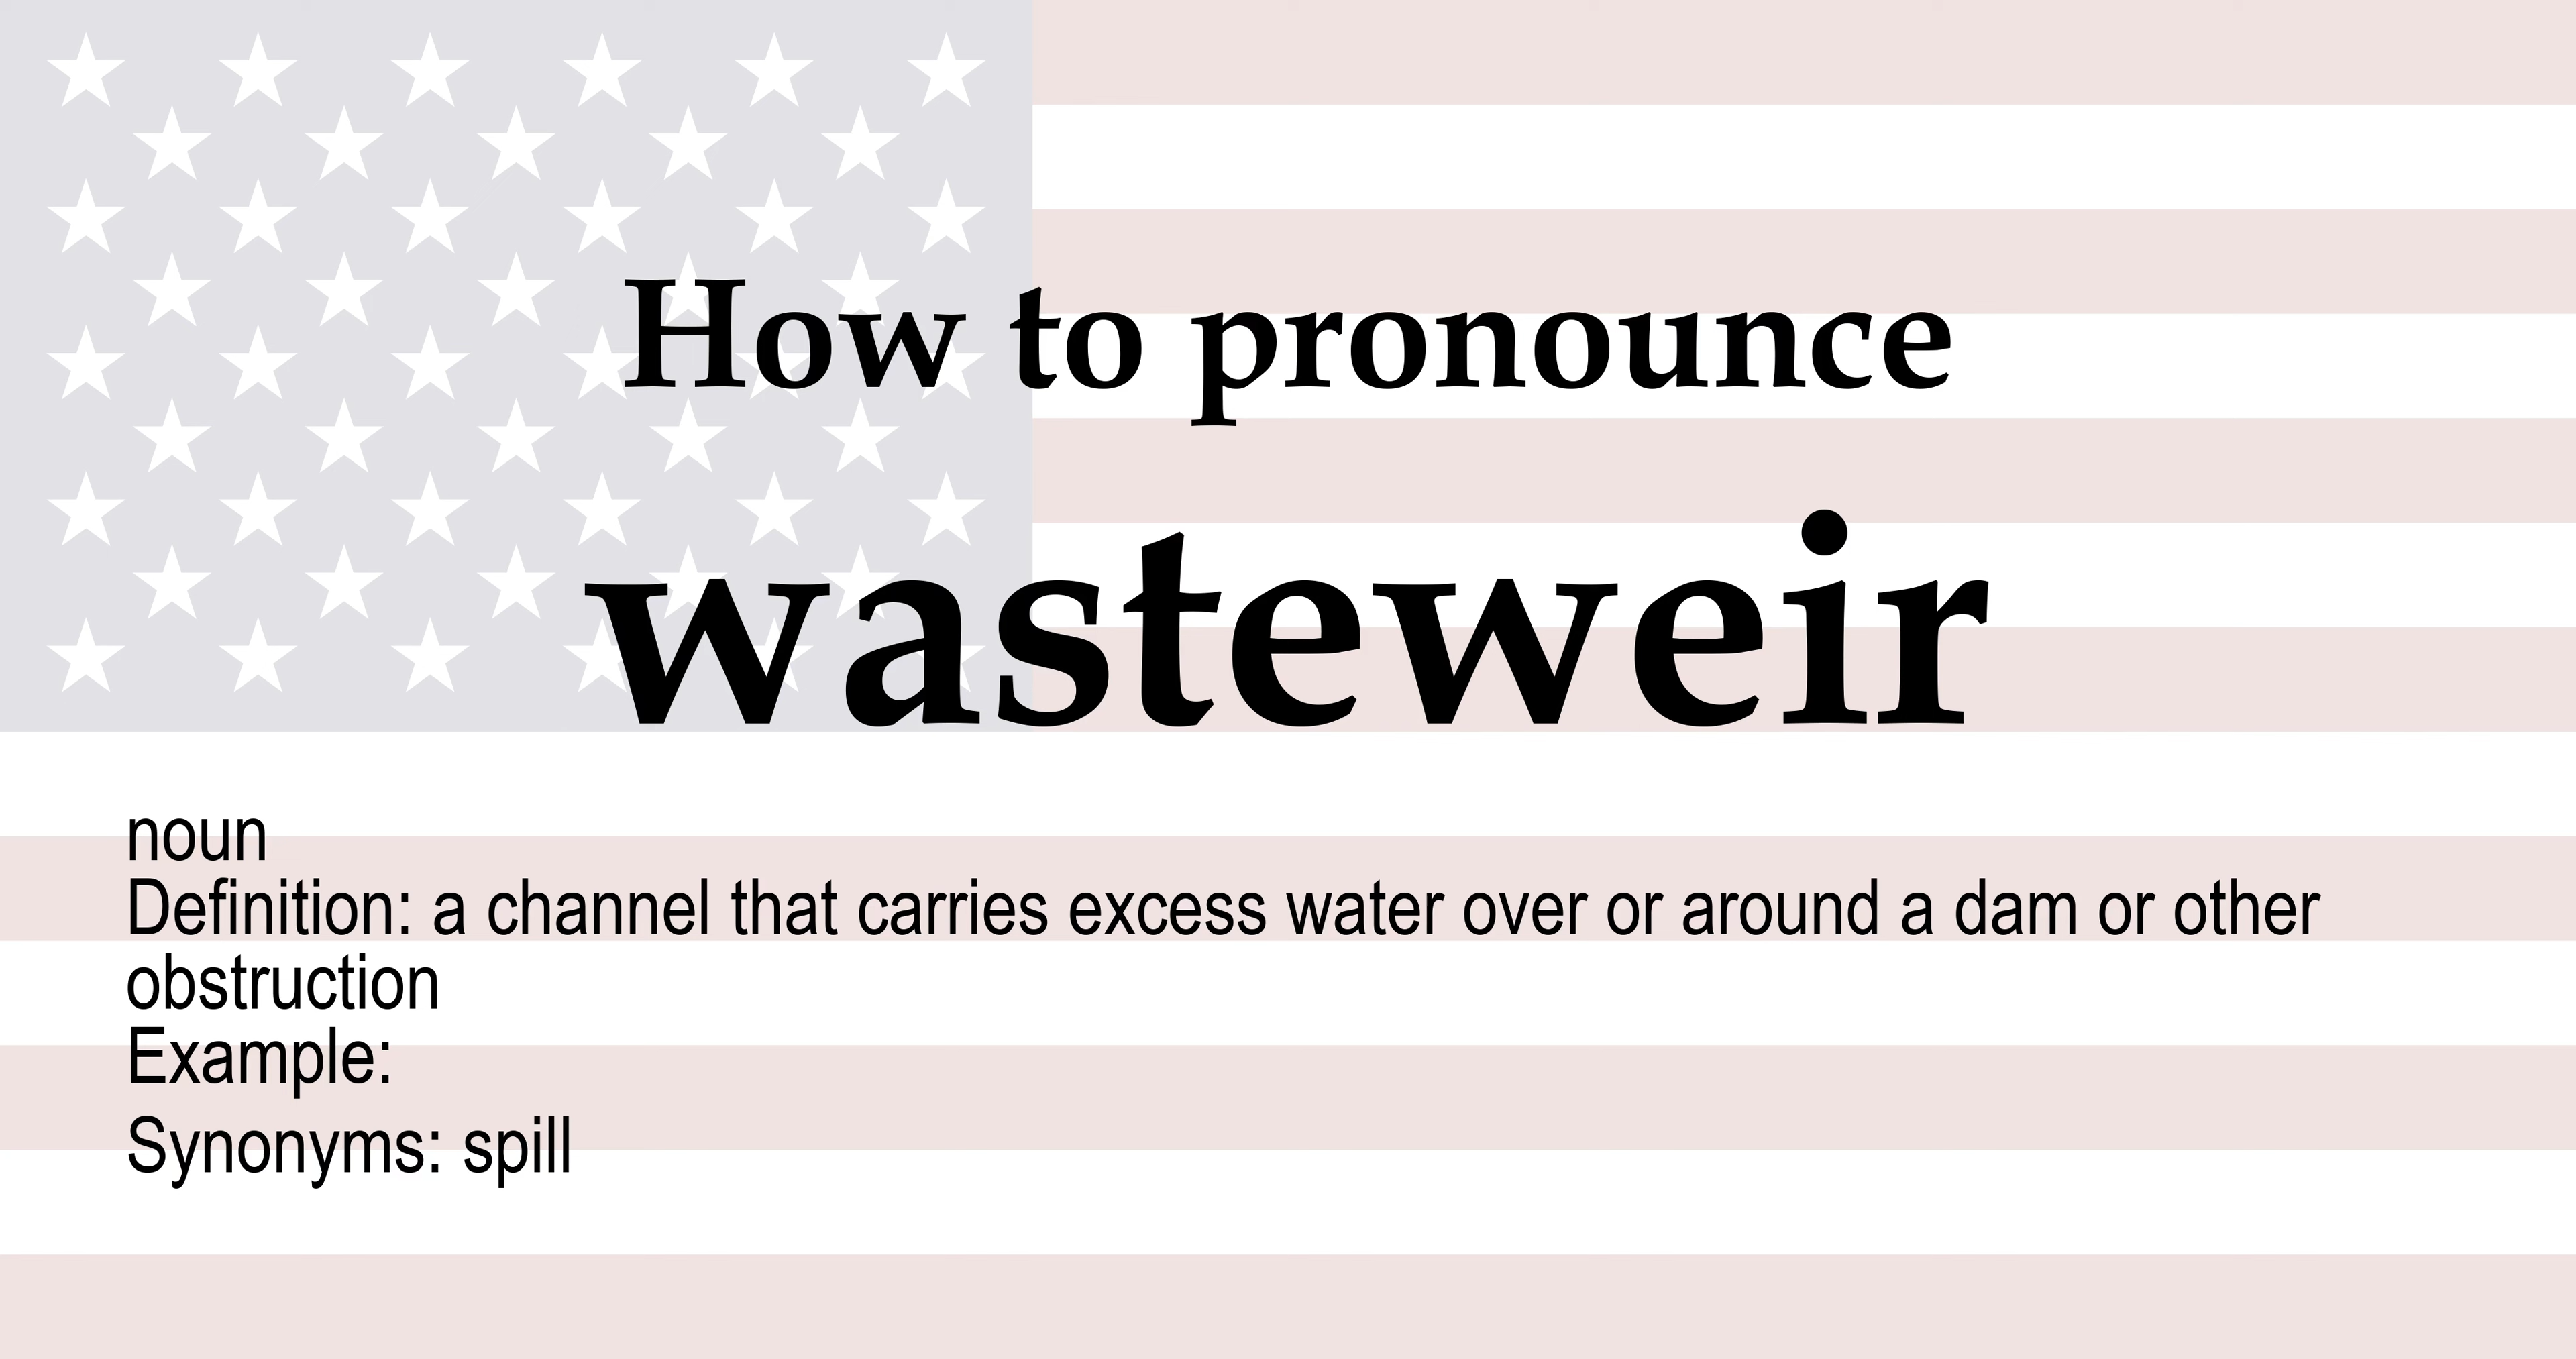 How to pronounce
wasteweir
noun
Definition: a channel that carries excess water over or around a dam or other
obstruction
Example:
Synonyms: spill